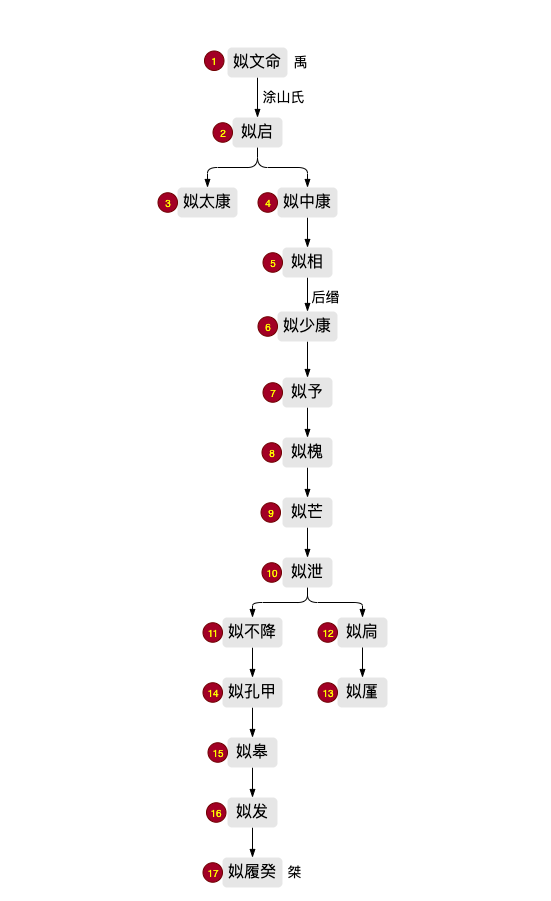 1 姒文命 禹
涂山氏
2 姒启
3 姒太康 4 姒中康
5 姒相
后缗
6 姒少康
7 姒予
8 姒槐
9 姒芒
10 姒泄
11 姒不降 12 姒扃
14 姒孔甲 13 姒廑
15 姒皋
16 姒发
17 姒履癸 桀